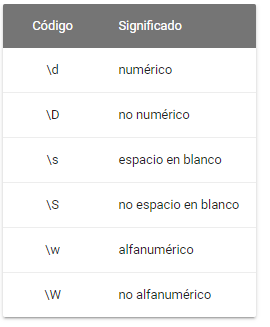 Código Significado
\d numérico
\D no numérico
\s espacio en blanco
\S no espacio en blanco
\w alfanumérico
\W no alfanumérico